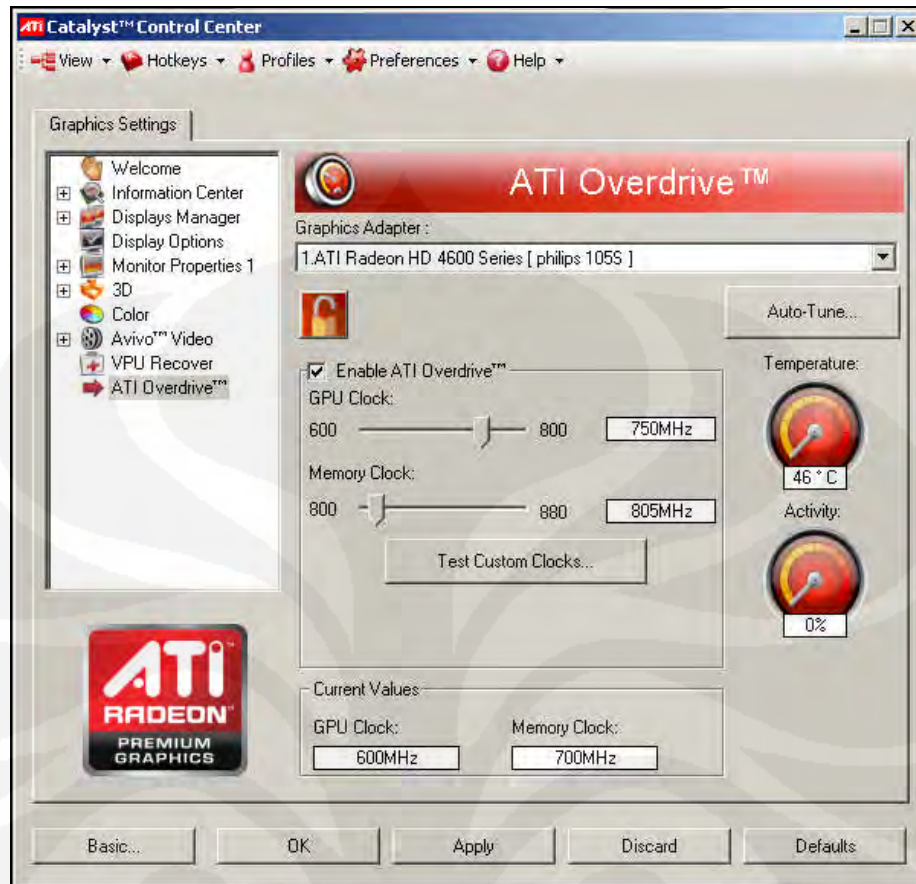 ATI Catalyst™ Control Center
View Hotkeys Profiles Preferences Help
Graphics Settings
Welcome
Information Center
Displays Manager
Display Options
Monitor Properties 1
3D
Color
Avivo™ Video
VPU Recover
ATI Overdrive™
ATI Overdrive™
Graphics Adapter :
1.ATI Radeon HD 4600 Series [ philips 105S ]
Auto-Tune...
Enable ATI Overdrive™
GPU Clock:
600 800 750MHz
Memory Clock:
800 880 805MHz
Test Custom Clocks...
Temperature:
46 ° C
Activity:
0%
ATI
RADEON
PREMIUM
GRAPHICS
Current Values
GPU Clock: Memory Clock:
600MHz 700MHz
Basic... OK Apply Discard Defaults